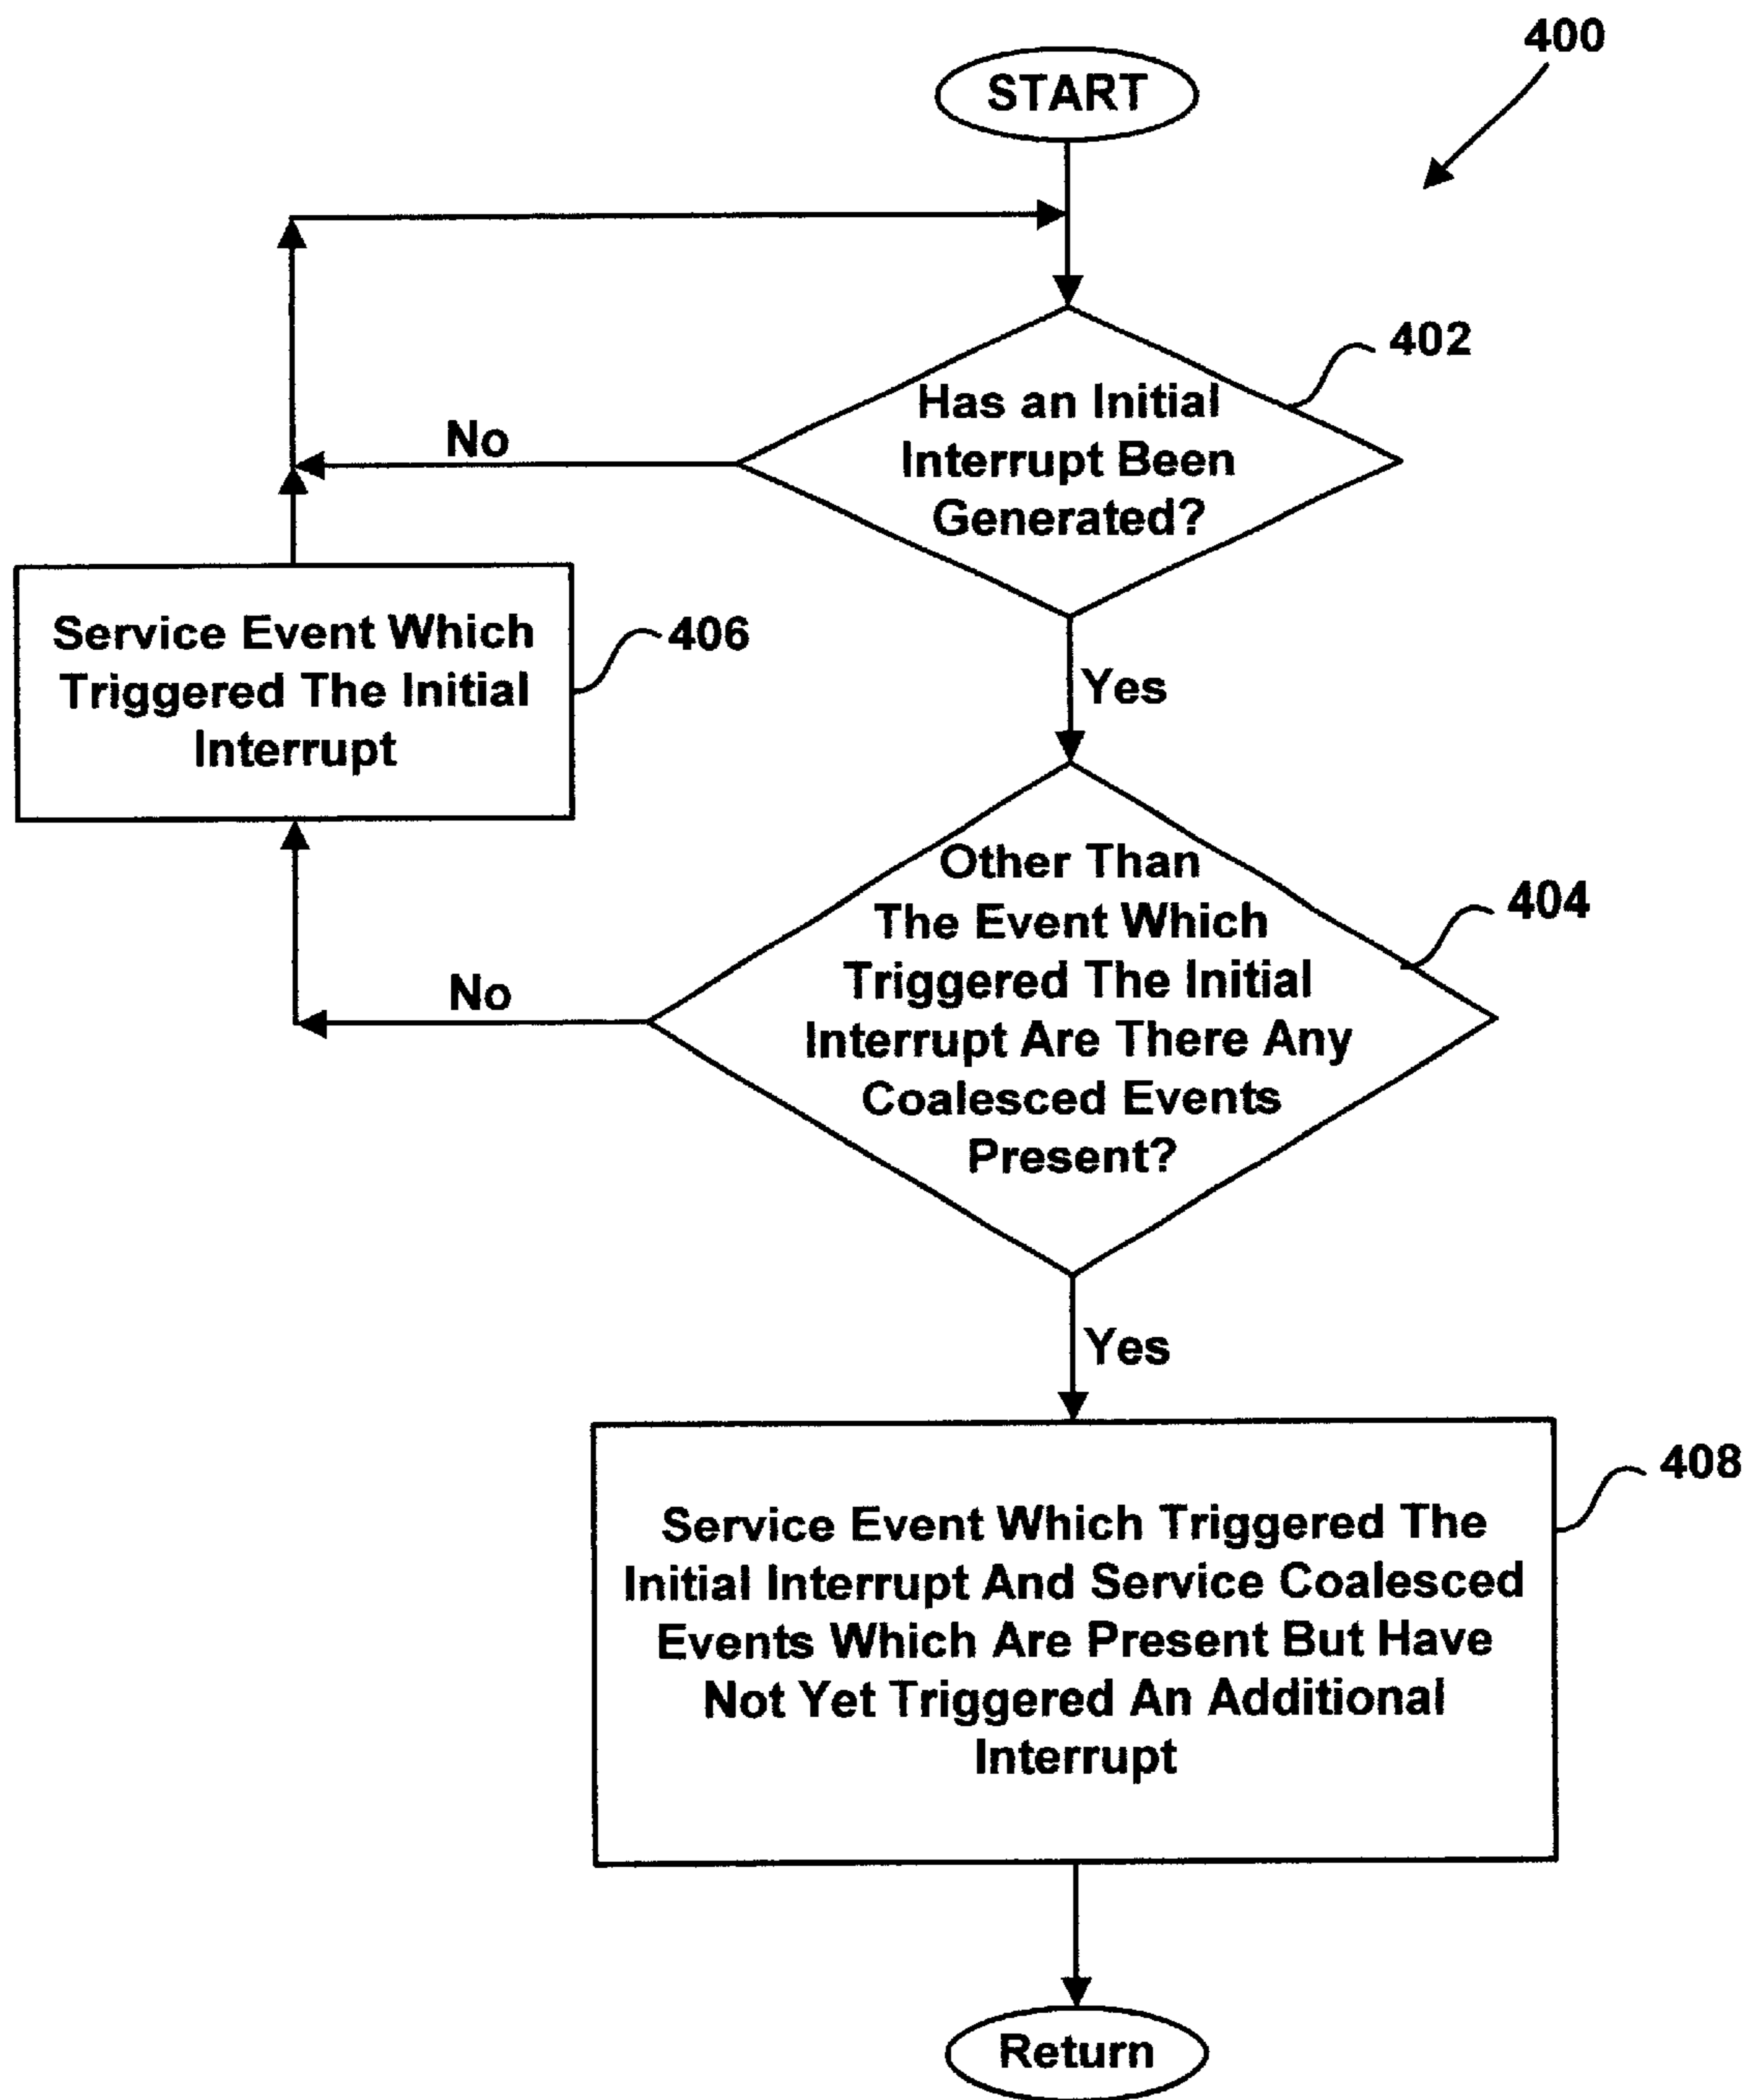 400
START
402
Has an Initial
Interrupt Been
Generated?
No
Service Event Which
Triggered The Initial
Interrupt
406
Yes
Other Than
The Event Which
Triggered The Initial
Interrupt Are There Any
Coalesced Events
Present?
404
No
Yes
408
Service Event Which Triggered The
Initial Interrupt And Service Coalesced
Events Which Are Present But Have
Not Yet Triggered An Additional
Interrupt
Return